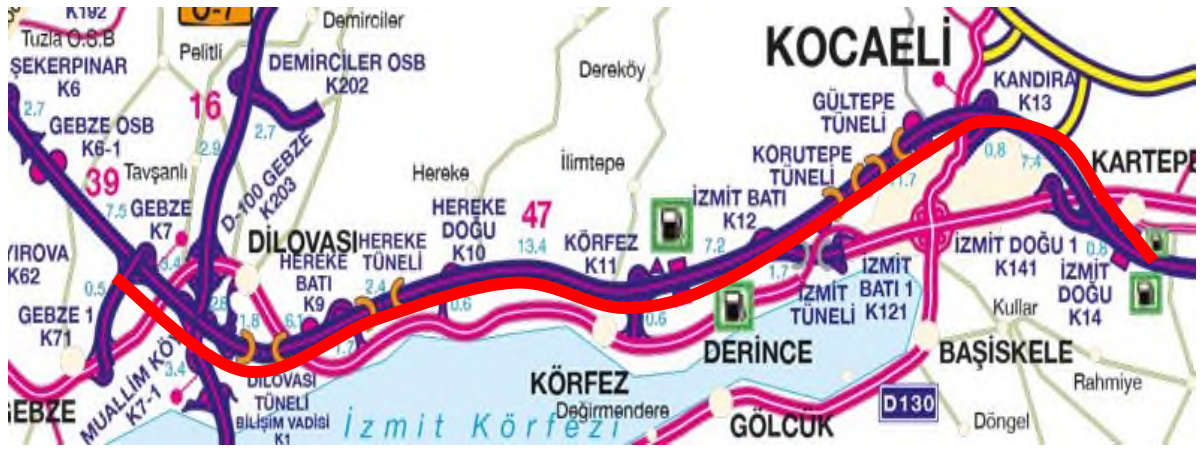 K192
O-7
Demirciler
Tuzla O.S.B
Pelitli
ŞEKERPINAR
K6
DEMİRCİLER OSB
K202
KOCAELİ
Dereköy
KANDIRA
K13
2.7
16
GEBZE OSB
K6-1
2.7
2.9
GÜLTEPE
TÜNELİ
39
Tavşanlı
7.5
D-100 GEBZE
K203
Hereke
İlimtepe
KORUTEPE
TÜNELİ
0.8
7.4
KARTEPE
GEBZE
K7
47
13.4
HEREKE
DOĞU
K10
İZMİT BATI
K12
YIROVA
K62
3.4
DİLOVASI
HEREKE
TÜNELİ
KÖRFEZ
K11
7.2
İZMİT DOĞU 1
K141
0.8
HEREKE
BATI
K9
2.4
1.7
İZMİT
BATI 1
K121
İZMİT
DOĞU
K14
0.5
GEBZE 1
K71
1.8
6.1
0.6
0.6
İZMİT
TÜNELİ
Kullar
1.7
DERİNCE
BAŞİSKELE
MUALLİM KÖY
K7-1
3.4
DİLOVASI
TÜNELİ
BİLİŞİM VADİSİ
K1
KÖRFEZ
Değirmendere
Rahmiye
GEBZE
İzmit Körfezi
GÖLCÜK
D130
Döngel